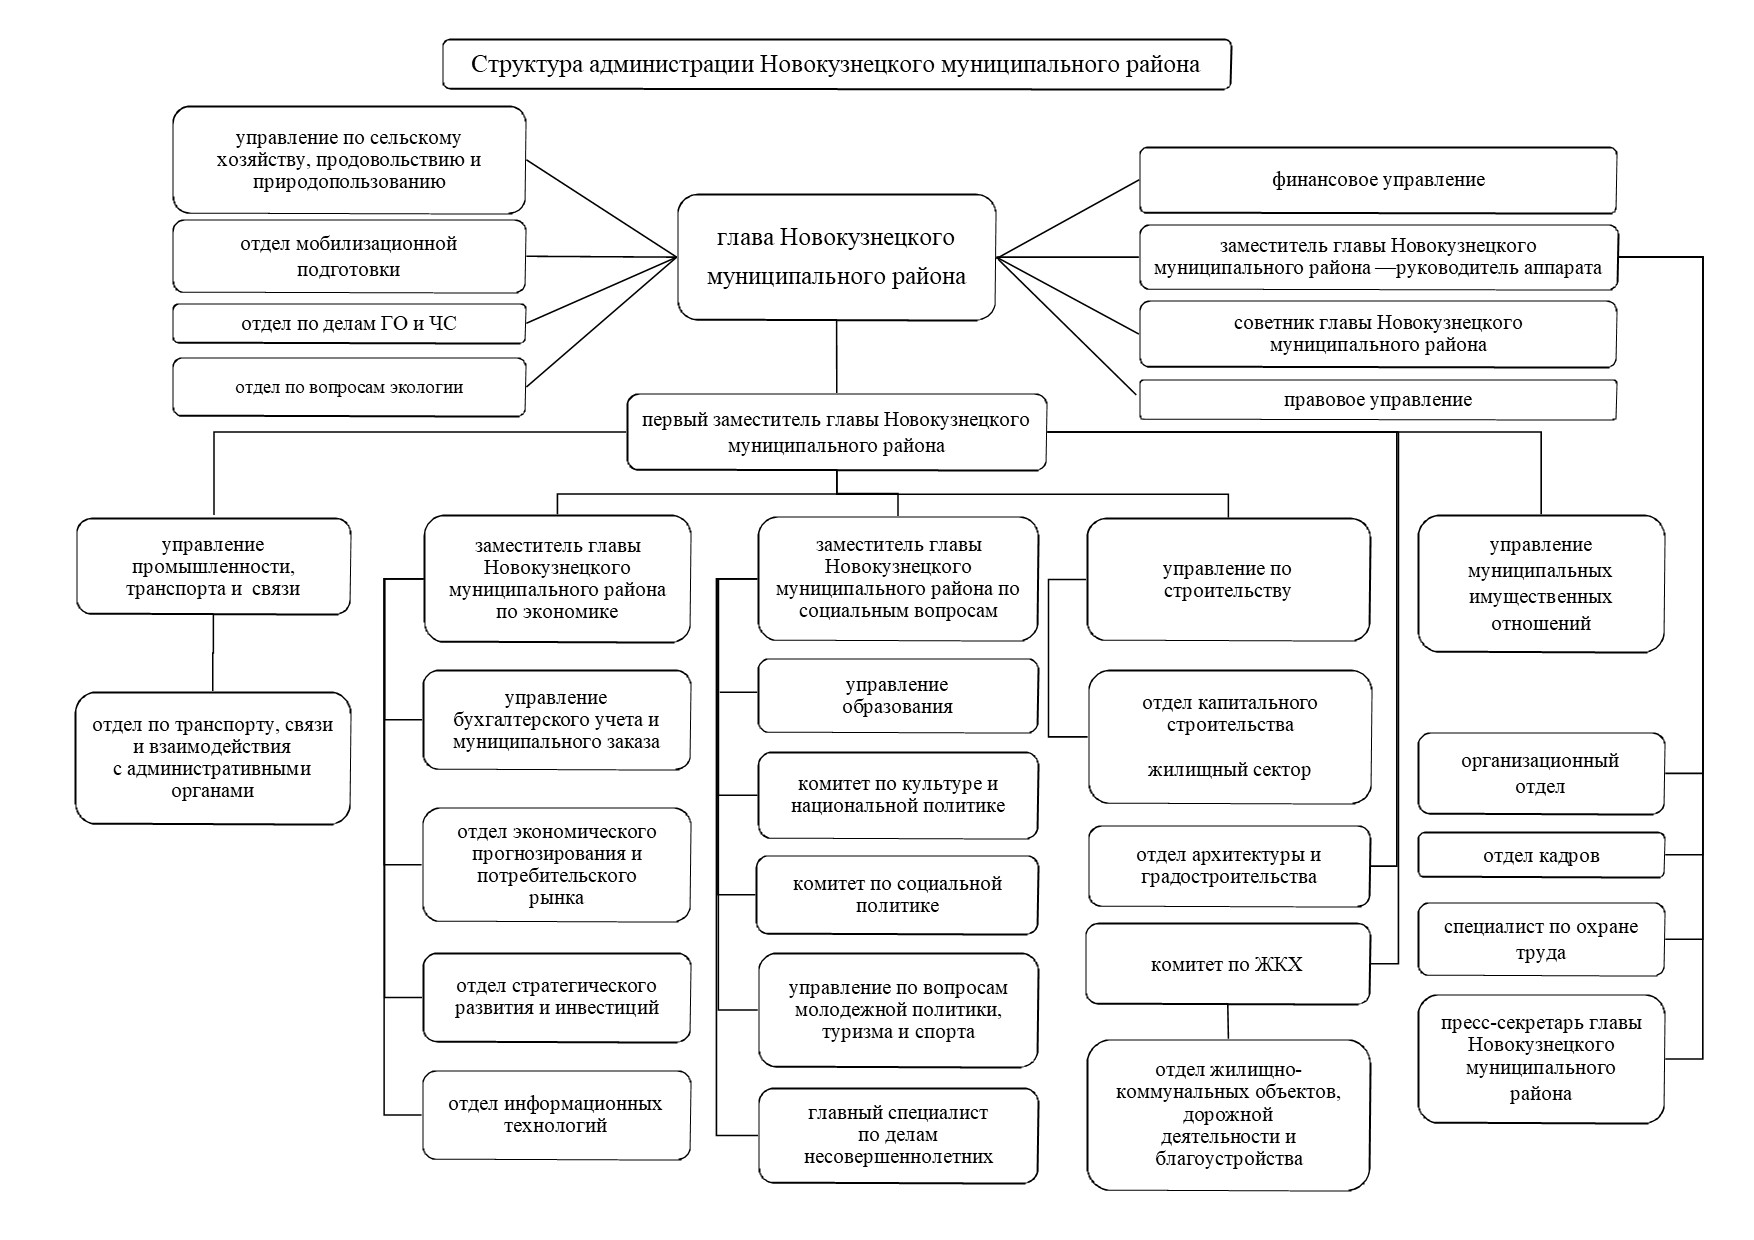 Структура администрации Новокузнецкого муниципального района
управление по сельскому
хозяйству, продовольствию и
природопользованию
отдел мобилизационной
подготовки
отдел по делам ГО и ЧС
отдел по вопросам экологии
глава Новокузнецкого
муниципального района
финансовое управление
заместитель главы Новокузнецкого
муниципального района —руководитель аппарата
советник главы Новокузнецкого
муниципального района
правовое управление
первый заместитель главы Новокузнецкого
муниципального района
управление
промышленности,
транспорта и связи
отдел по транспорту, связи
и взаимодействия
с административными
органами
заместитель главы
Новокузнецкого
муниципального района
по экономике
управление
бухгалтерского учета и
муниципального заказа
отдел экономического
прогнозирования и
потребительского
рынка
отдел стратегического
развития и инвестиций
отдел информационных
технологий
заместитель главы
Новокузнецкого
муниципального района по
социальным вопросам
управление
образования
комитет по культуре и
национальной политике
комитет по социальной
политике
управление по вопросам
молодежной политики,
туризма и спорта
главный специалист
по делам
несовершеннолетних
управление по
строительству
отдел капитального
строительства
жилищный сектор
отдел архитектуры и
градостроительства
комитет по ЖКХ
отдел жилищно-
коммунальных объектов,
дорожной
деятельности и
благоустройства
управление
муниципальных
имущественных
отношений
организационный
отдел
отдел кадров
специалист по охране
труда
пресс-секретарь главы
Новокузнецкого
муниципального
района